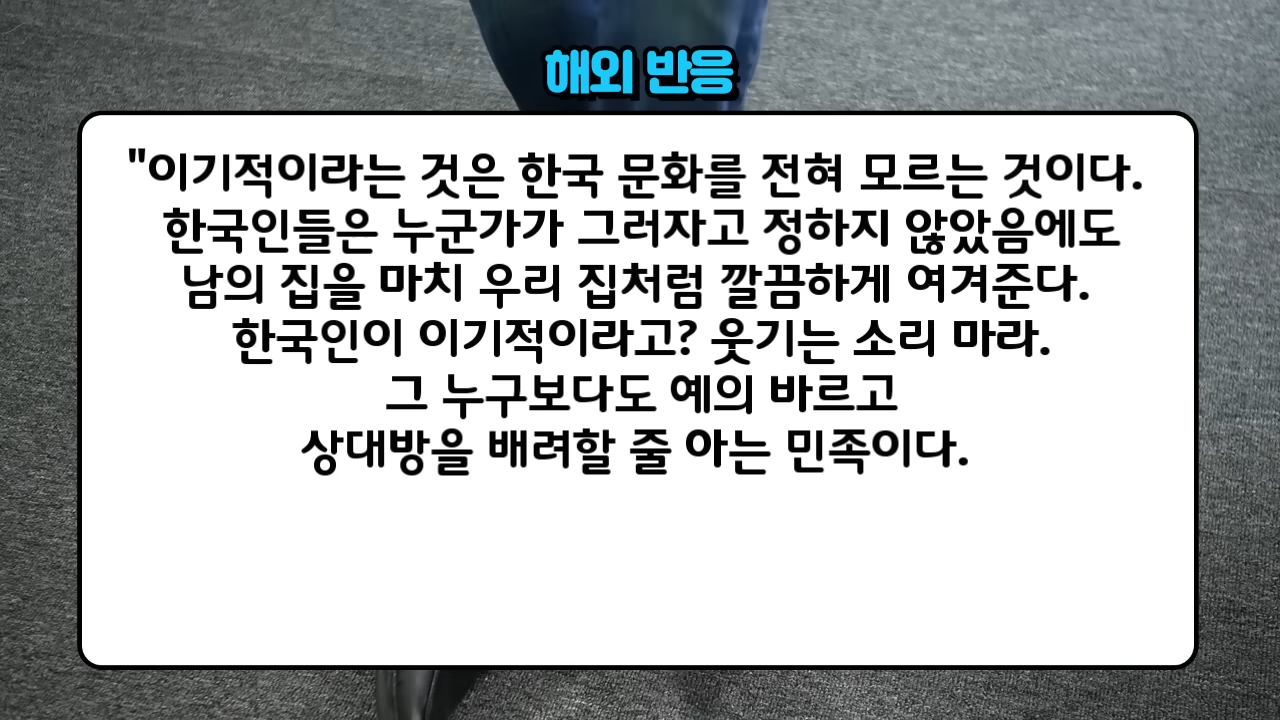 해외 반응
"이기적이라는 것은 한국 문화를 전혀 모르는 것이다.
한국인들은 누군가가 그러자고 정하지 않았음에도
남의 집을 마치 우리 집처럼 깔끔하게 여겨준다.
한국인이 이기적이라고? 웃기는 소리 마라.
그 누구보다도 예의 바르고
상대방을 배려할 줄 아는 민족이다.